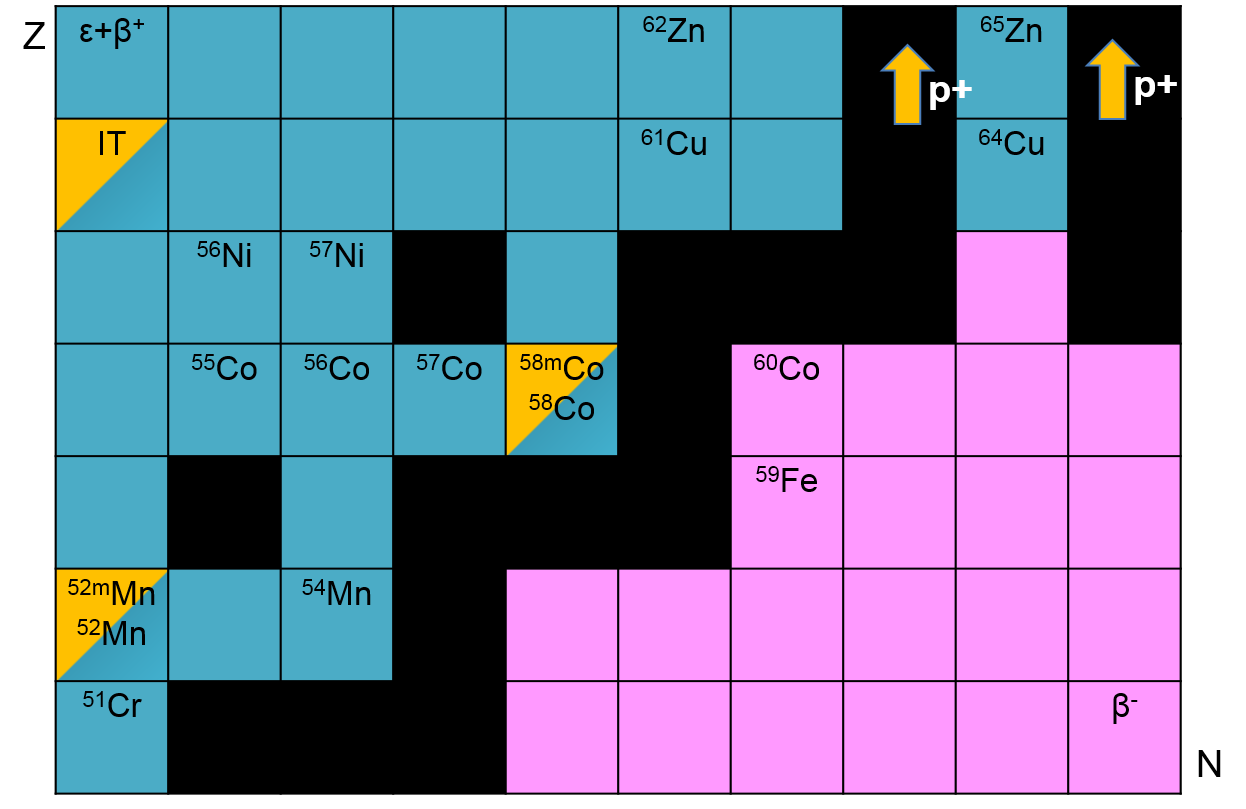 Z
ε+β⁺
⁶²Zn
p+
⁶⁵Zn
p+
IT
⁶¹Cu
⁶⁴Cu
⁵⁶Ni
⁵⁷Ni
⁵⁵Co
⁵⁶Co
⁵⁷Co
⁵⁸ᵐCo
⁵⁸Co
⁶⁰Co
⁵⁹Fe
⁵²ᵐMn
⁵²Mn
⁵⁴Mn
⁵¹Cr
β⁻
N